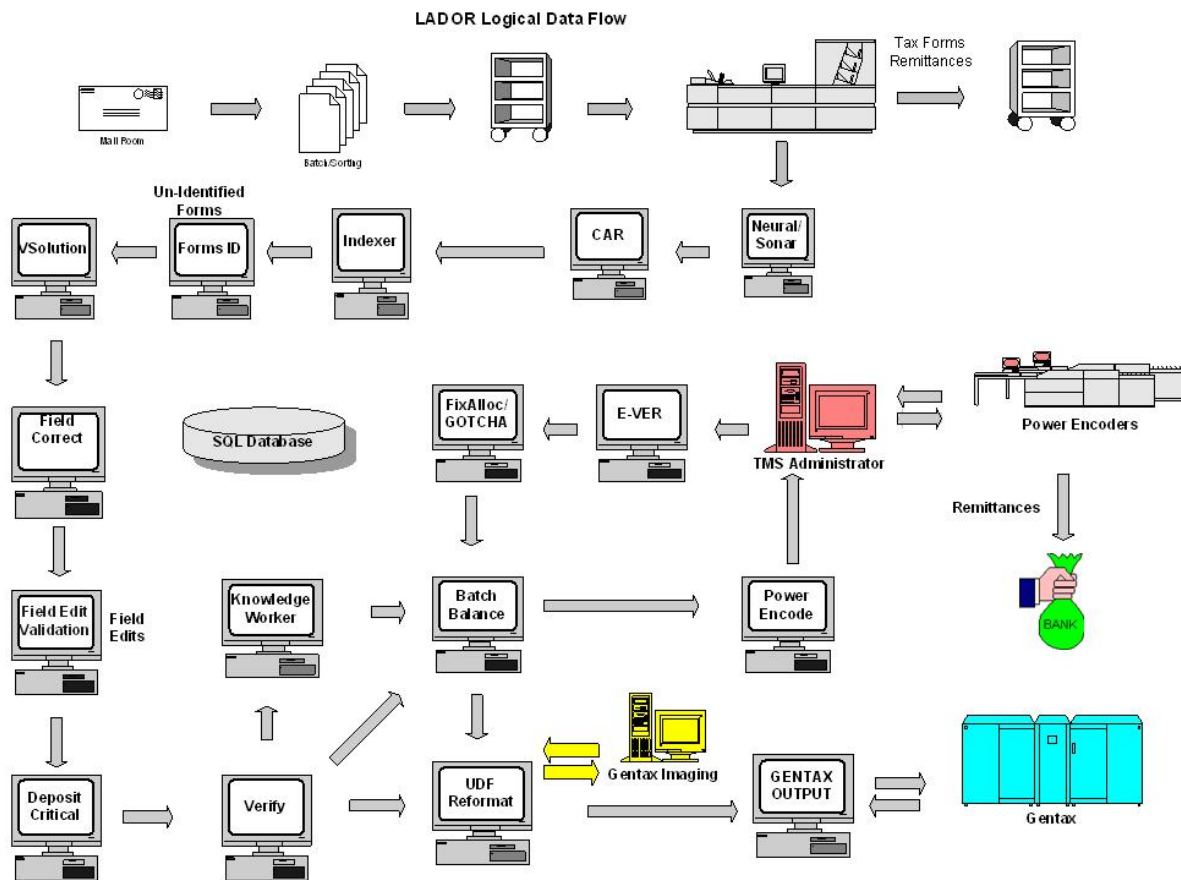 LADOR Logical Data Flow
Tax Forms
Remittances
Mail Room
Batch/Sorting
Un-Identified
Forms
VSolution
Forms ID
Indexer
CAR
Neural/
Sonar
Field
Correct
SQL Database
FixAlloc/
GOTCHA
E-VER
TMS Administrator
Power Encoders
Remittances
BANK
Field Edit
Validation
Field
Edits
Knowledge
Worker
Batch
Balance
Power
Encode
Deposit
Critical
Verify
UDF
Reformat
Gentax Imaging
GENTAX
OUTPUT
Gentax